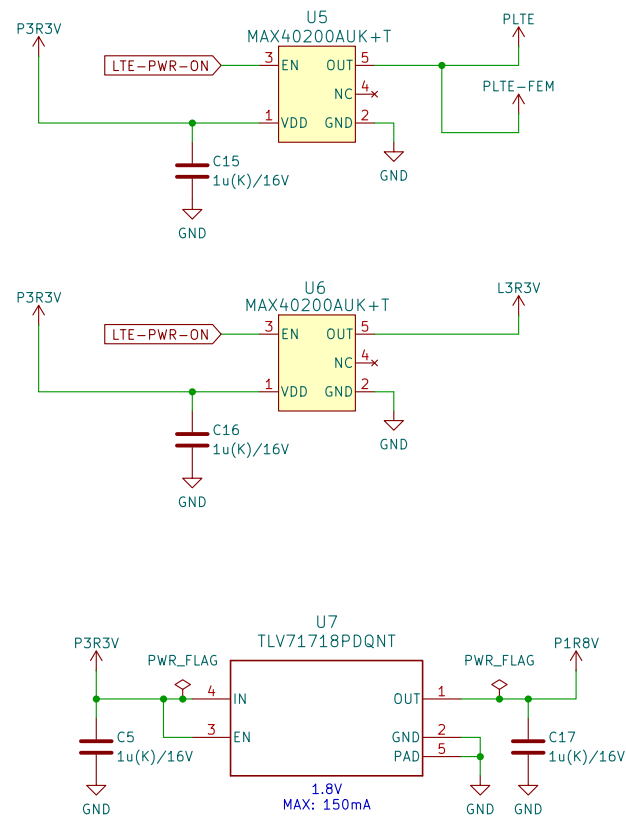 U5
MAX40200AUK+T
P3R3V
PLTE
LTE-PWR-ON
3 EN OUT 5
PLTE-FEM
NC 4
1 VDD GND 2
C15
1u(K)/16V
GND
GND
U6
MAX40200AUK+T
P3R3V
L3R3V
LTE-PWR-ON
3 EN OUT 5
NC 4
1 VDD GND 2
C16
1u(K)/16V
GND
GND
U7
TLV71718PDQNT
P3R3V
P1R8V
PWR_FLAG
PWR_FLAG
4 IN OUT 1
3 EN GND 2
PAD 5
C5
1u(K)/16V
C17
1u(K)/16V
1.8V
MAX: 150mA
GND
GND
GND